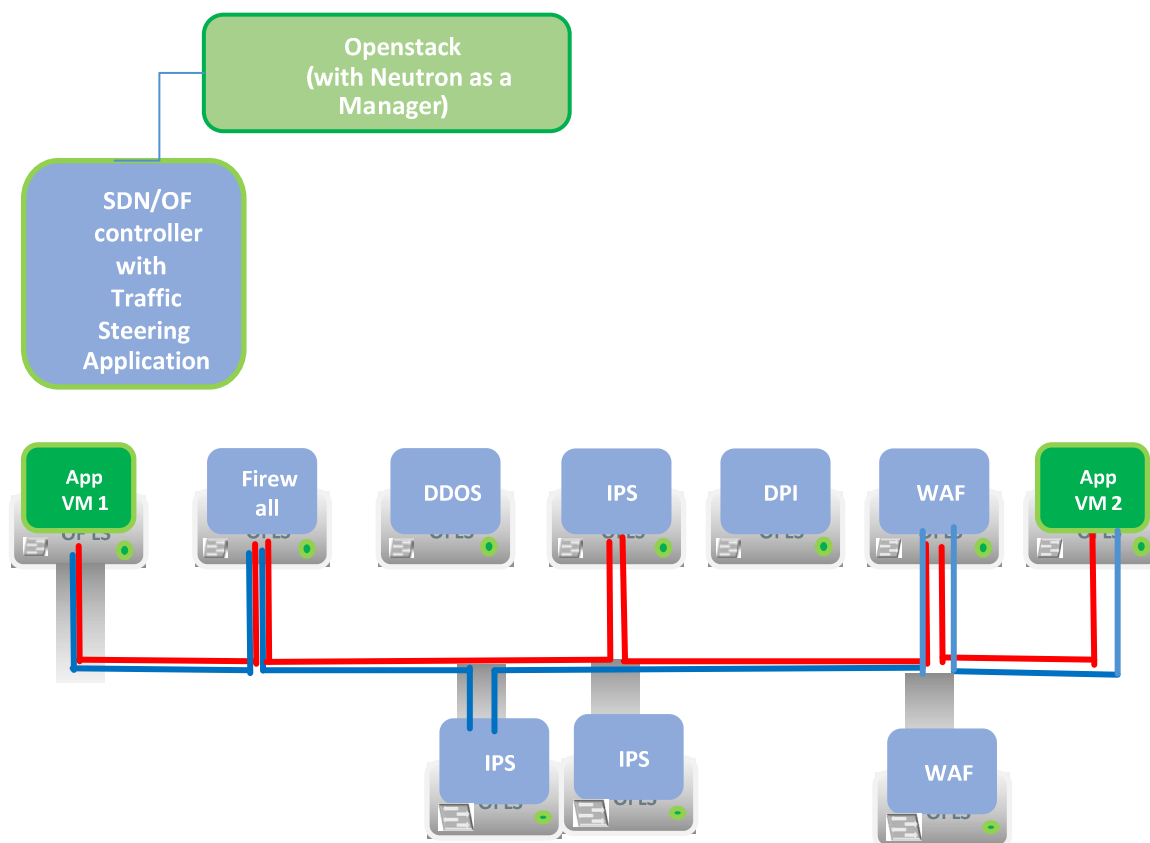 Openstack
(with Neutron as a
Manager)
SDN/OF
controller
with
Traffic
Steering
Application
App
VM 1
Firew
all
DDOS
IPS
DPI
WAF
App
VM 2
IPS
IPS
WAF